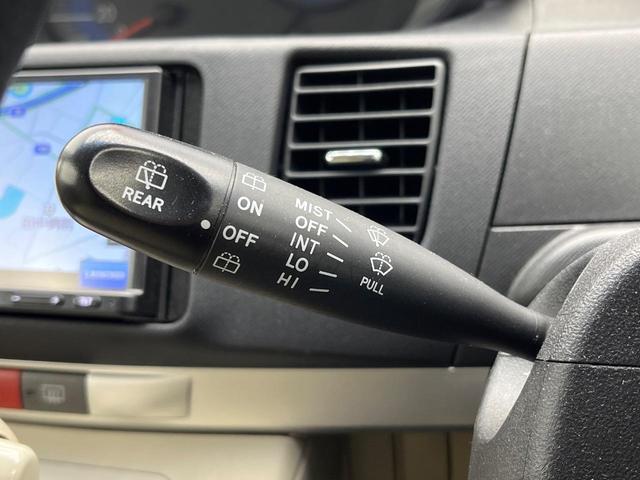 REAR
ON
OFF
MIST
OFF
INT
LO
HI
PULL